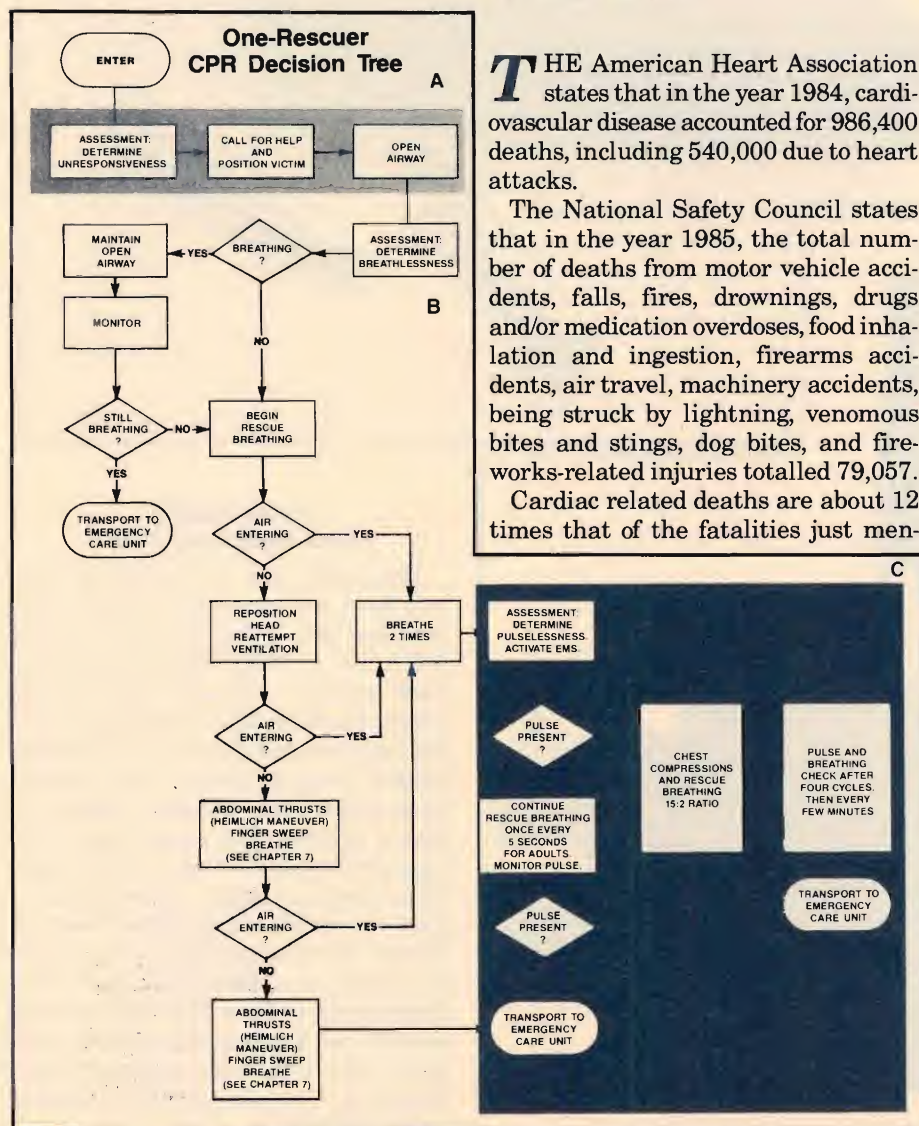 One-Rescuer
CPR Decision Tree
ENTER
A
ASSESSMENT:
DETERMINE
UNRESPONSIVENESS
CALL FOR HELP
AND
POSITION VICTIM
OPEN
AIRWAY
ASSESSMENT:
DETERMINE
BREATHLESSNESS
BREATHING
?
YES
MAINTAIN
OPEN
AIRWAY
B
MONITOR
NO
STILL
BREATHING
?
NO
BEGIN
RESCUE
BREATHING
YES
TRANSPORT TO
EMERGENCY
CARE UNIT
AIR
ENTERING
?
YES
NO
REPOSITION
HEAD
REATTEMPT
VENTILATION
BREATHE
2 TIMES
AIR
ENTERING
?
YES
NO
ABDOMINAL THRUSTS
(HEIMLICH MANEUVER)
FINGER SWEEP
BREATHE
(SEE CHAPTER 7)
AIR
ENTERING
?
YES
NO
ABDOMINAL
THRUSTS
(HEIMLICH
MANEUVER)
FINGER SWEEP
BREATHE
(SEE CHAPTER 7)
C
ASSESSMENT:
DETERMINE
PULSELESSNESS.
ACTIVATE EMS.
PULSE
PRESENT
?
CONTINUE
RESCUE BREATHING
ONCE EVERY
5 SECONDS
FOR ADULTS.
MONITOR PULSE.
PULSE
PRESENT
?
TRANSPORT TO
EMERGENCY
CARE UNIT
CHEST
COMPRESSIONS
AND RESCUE
BREATHING
15:2 RATIO
PULSE AND
BREATHING
CHECK AFTER
FOUR CYCLES.
THEN EVERY
FEW MINUTES
TRANSPORT TO
EMERGENCY
CARE UNIT
THE American Heart Association
states that in the year 1984, cardi-
ovascular disease accounted for 986,400
deaths, including 540,000 due to heart
attacks.
The National Safety Council states
that in the year 1985, the total num-
ber of deaths from motor vehicle acci-
dents, falls, fires, drownings, drugs
and/or medication overdoses, food inha-
lation and ingestion, firearms acci-
dents, air travel, machinery accidents,
being struck by lightning, venomous
bites and stings, dog bites, and fire-
works-related injuries totalled 79,057.
Cardiac related deaths are about 12
times that of the fatalities just men-